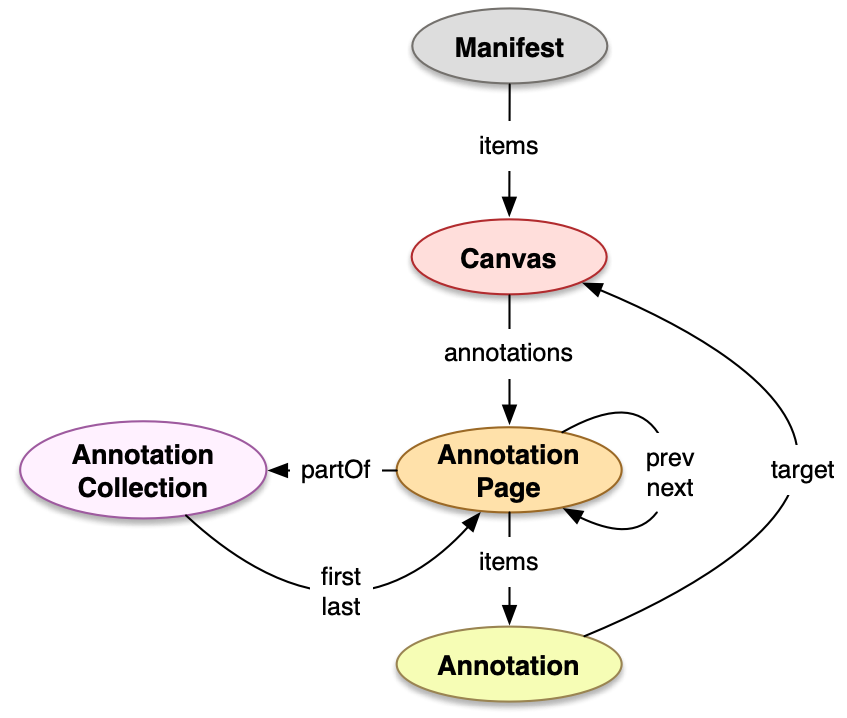 Manifest
items
Canvas
annotations
Annotation
Collection
partOf
Annotation
Page
prev
next
target
first
last
items
Annotation